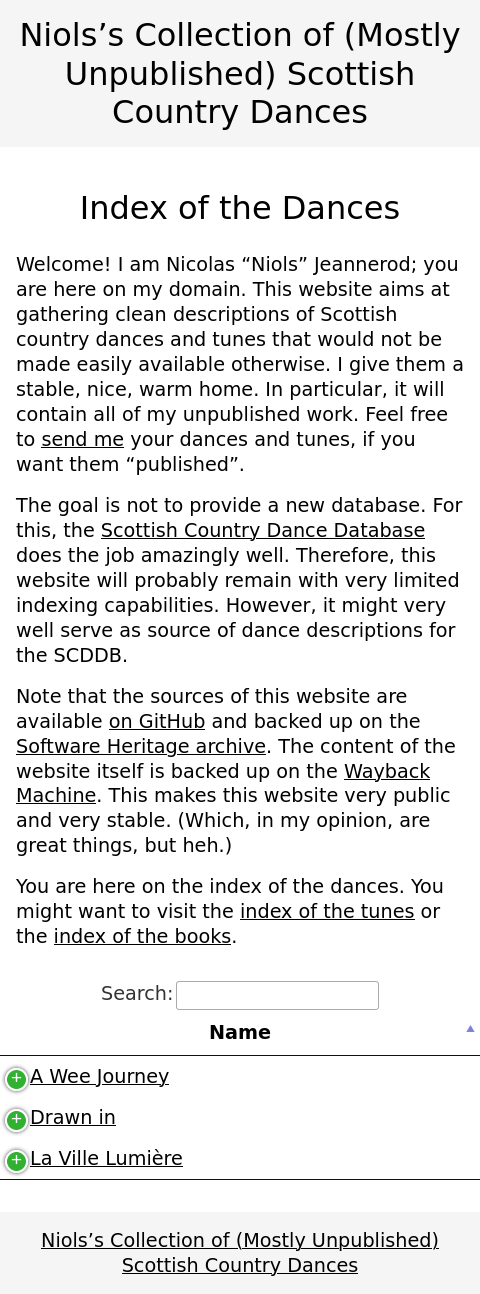 Niols’s Collection of (Mostly
Unpublished) Scottish
Country Dances
Index of the Dances
Welcome! I am Nicolas “Niols” Jeannerod; you
are here on my domain. This website aims at
gathering clean descriptions of Scottish
country dances and tunes that would not be
made easily available otherwise. I give them a
stable, nice, warm home. In particular, it will
contain all of my unpublished work. Feel free
to send me your dances and tunes, if you
want them “published”.
The goal is not to provide a new database. For
this, the Scottish Country Dance Database
does the job amazingly well. Therefore, this
website will probably remain with very limited
indexing capabilities. However, it might very
well serve as source of dance descriptions for
the SCDDB.
Note that the sources of this website are
available on GitHub and backed up on the
Software Heritage archive. The content of the
website itself is backed up on the Wayback
Machine. This makes this website very public
and very stable. (Which, in my opinion, are
great things, but heh.)
You are here on the index of the dances. You
might want to visit the index of the tunes or
the index of the books.
Search:
Name
A Wee Journey
Drawn in
La Ville Lumière
Niols’s Collection of (Mostly Unpublished)
Scottish Country Dances